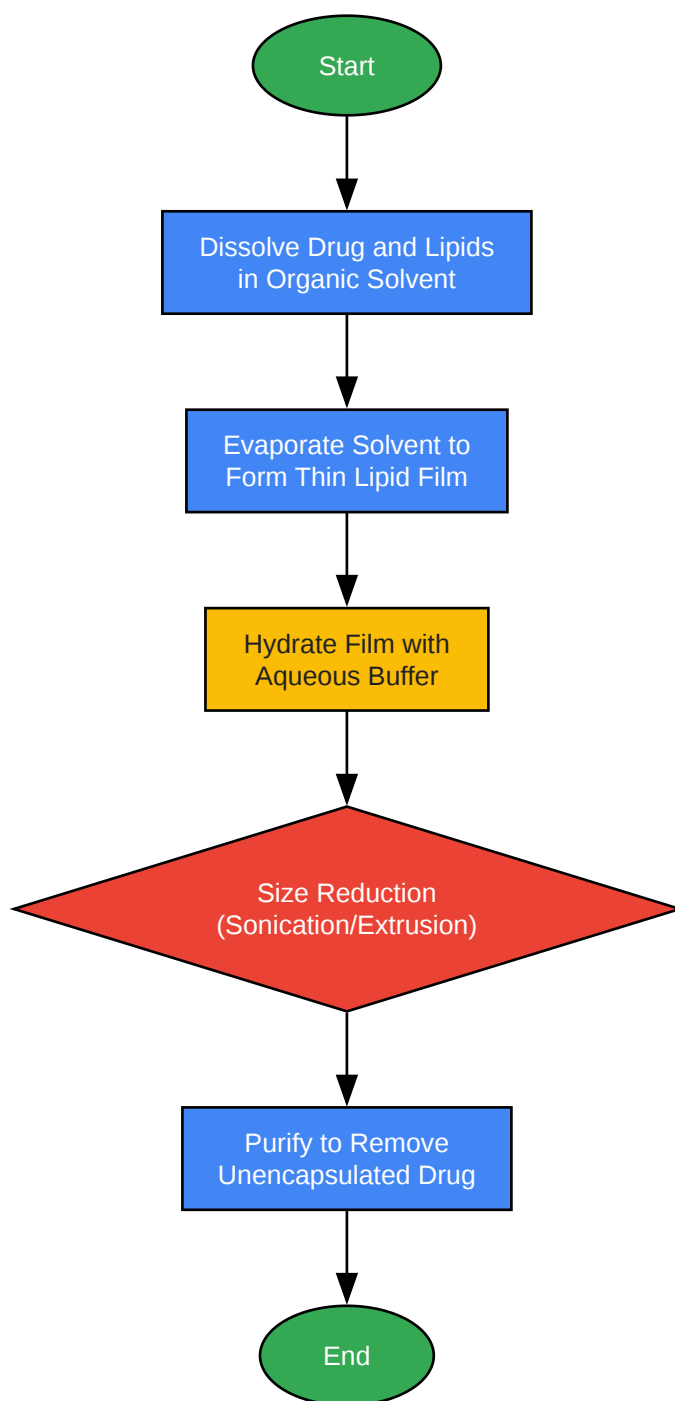 Start
Dissolve Drug and Lipids
in Organic Solvent
Evaporate Solvent to
Form Thin Lipid Film
Hydrate Film with
Aqueous Buffer
Size Reduction
(Sonication/Extrusion)
Purify to Remove
Unencapsulated Drug
End